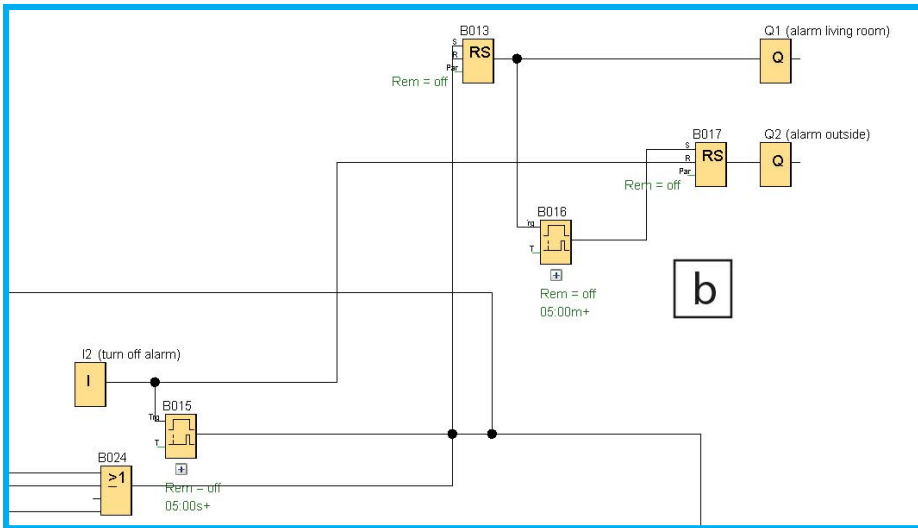 B013
S
R
Par
RS
Rem = off
Q1 (alarm living room)
Q
B017
S
R
Par
RS
Rem = off
Q2 (alarm outside)
Q
B016
Trg
T
+
Rem = off
05:00m+
b
I2 (turn off alarm)
I
B015
Trg
T
+
Rem = off
05:00s+
B024
≥1